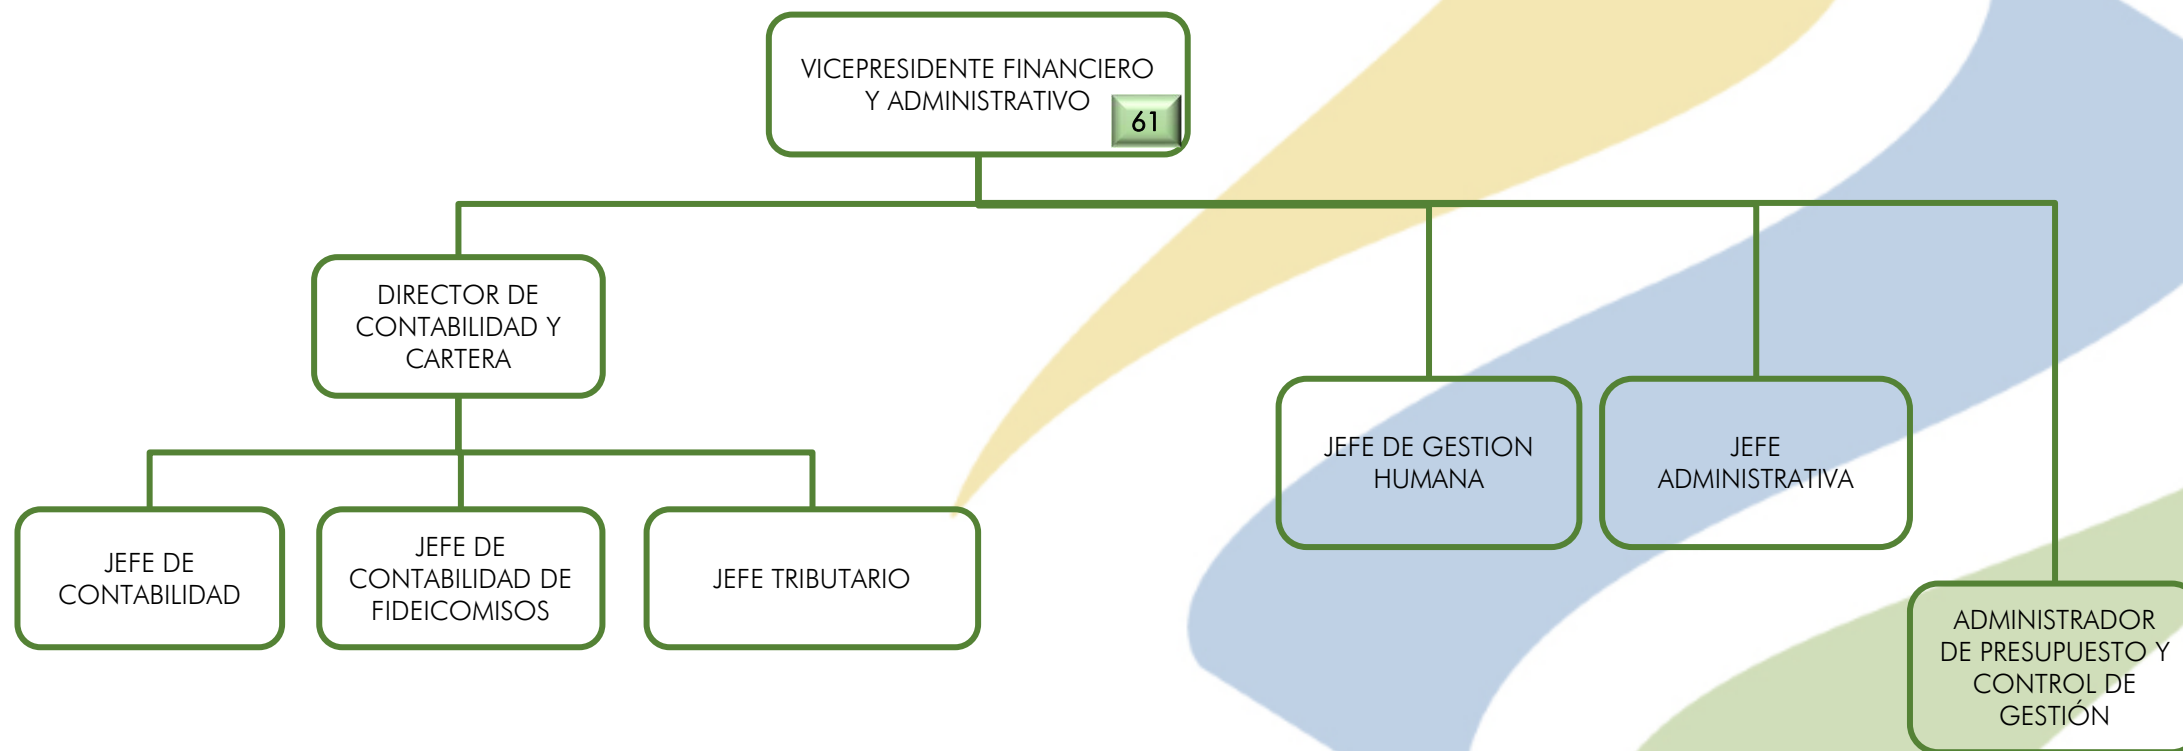 VICEPRESIDENTE FINANCIERO
Y ADMINISTRATIVO
61
DIRECTOR DE
CONTABILIDAD Y
CARTERA
JEFE DE GESTION
HUMANA
JEFE
ADMINISTRATIVA
JEFE DE
CONTABILIDAD
JEFE DE
CONTABILIDAD DE
FIDEICOMISOS
JEFE TRIBUTARIO
ADMINISTRADOR
DE PRESUPUESTO Y
CONTROL DE
GESTIÓN